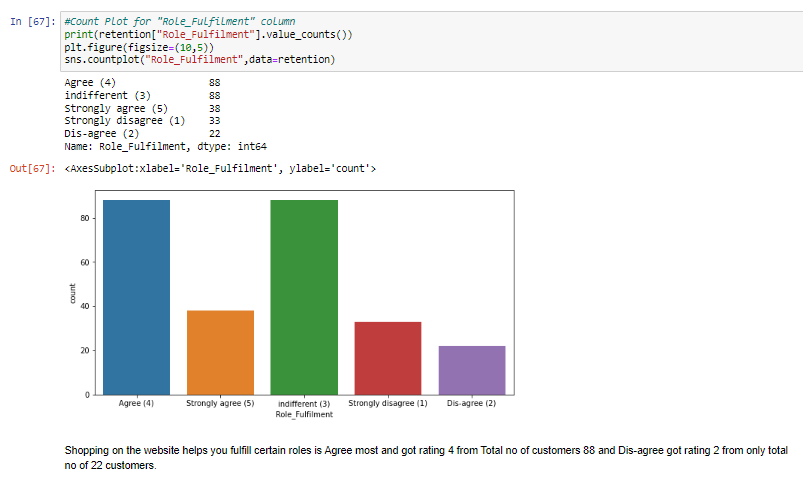 In [67]: #Count Plot for "Role_Fulfilment" column
print(retention["Role_Fulfilment"].value_counts())
plt.figure(figsize=(10,5))
sns.countplot("Role_Fulfilment",data=retention)
Agree (4) 88
indifferent (3) 88
Strongly agree (5) 38
Strongly disagree (1) 33
Dis-agree (2) 22
Name: Role_Fulfilment, dtype: int64
Out[67]: <AxesSubplot:xlabel='Role_Fulfilment', ylabel='count'>
80
60
40
20
0
count
Agree (4) Strongly agree (5) indifferent (3) Strongly disagree (1) Dis-agree (2)
Role_Fulfilment
Shopping on the website helps you fulfill certain roles is Agree most and got rating 4 from Total no of customers 88 and Dis-agree got rating 2 from only total
no of 22 customers.